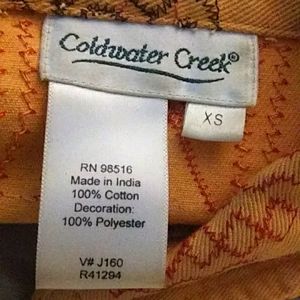 Coldwater Creek®
XS
RN 98516
Made in India
100% Cotton
Decoration:
100% Polyester
V# J160
R41294